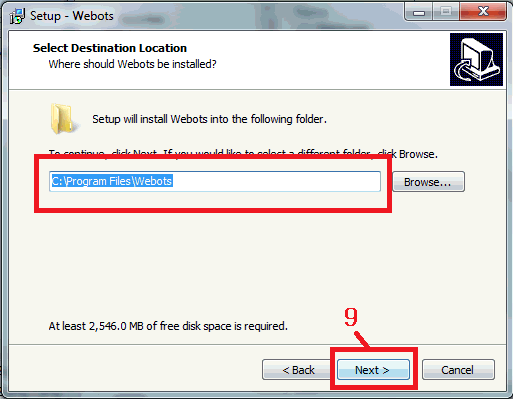 Setup - Webots
Select Destination Location
Where should Webots be installed?
Setup will install Webots into the following folder.
To continue, click Next. If you would like to select a different folder, click Browse.
C:\Program Files\Webots
Browse...
At least 2,546.0 MB of free disk space is required.
9
< Back
Next >
Cancel